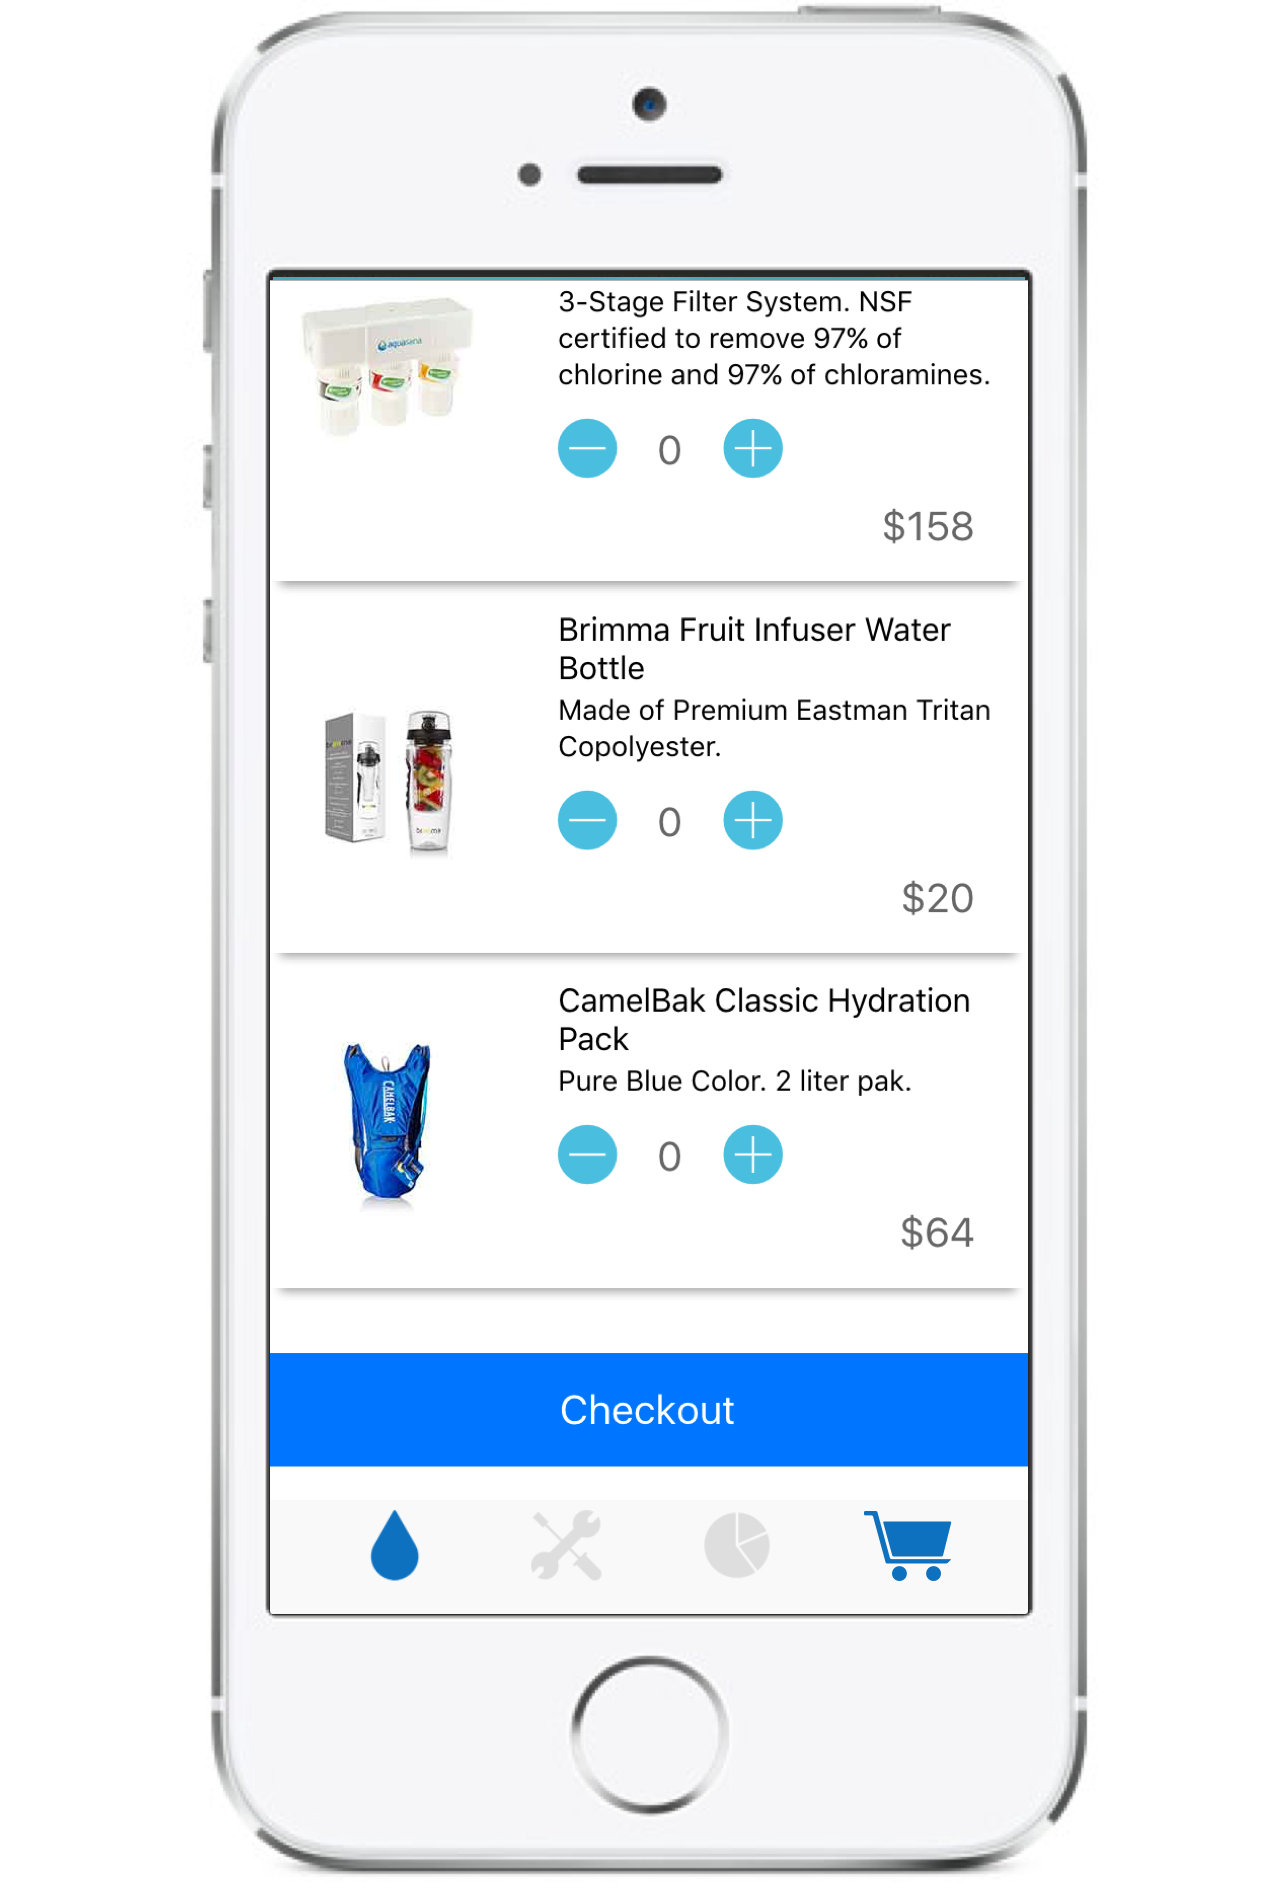 aquasana
3-Stage Filter System. NSF
certified to remove 97% of
chlorine and 97% of chloramines.
0
$158
Brimma Fruit Infuser Water
Bottle
Made of Premium Eastman Tritan
Copolyester.
brimma
0
$20
CamelBak Classic Hydration
Pack
Pure Blue Color. 2 liter pak.
CAMELBAK
0
$64
Checkout